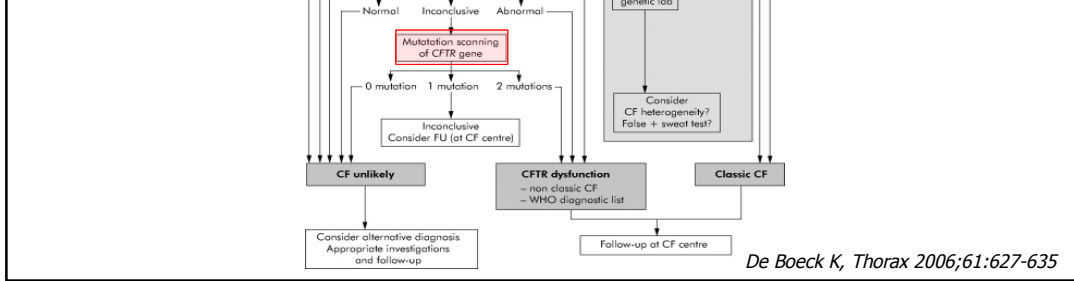 Normal Inconclusive Abnormal
genetic lab
Mutatation scanning
of CFTR gene
0 mutation 1 mutation 2 mutations
Consider
CF heterogeneity?
False + sweat test?
Inconclusive
Consider FU (at CF centre)
CF unlikely
CFTR dysfunction
– non classic CF
– WHO diagnostic list
Classic CF
Consider alternative diagnosis
Appropriate investigations
and follow-up
Follow-up at CF centre
De Boeck K, Thorax 2006;61:627-635